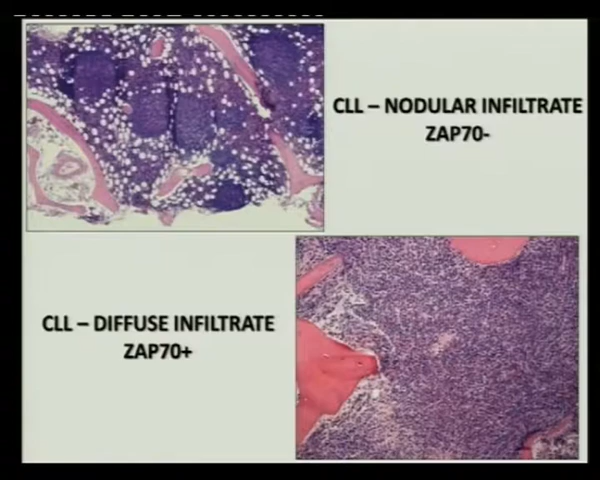 CLL – NODULAR INFILTRATE
ZAP70-
CLL – DIFFUSE INFILTRATE
ZAP70+